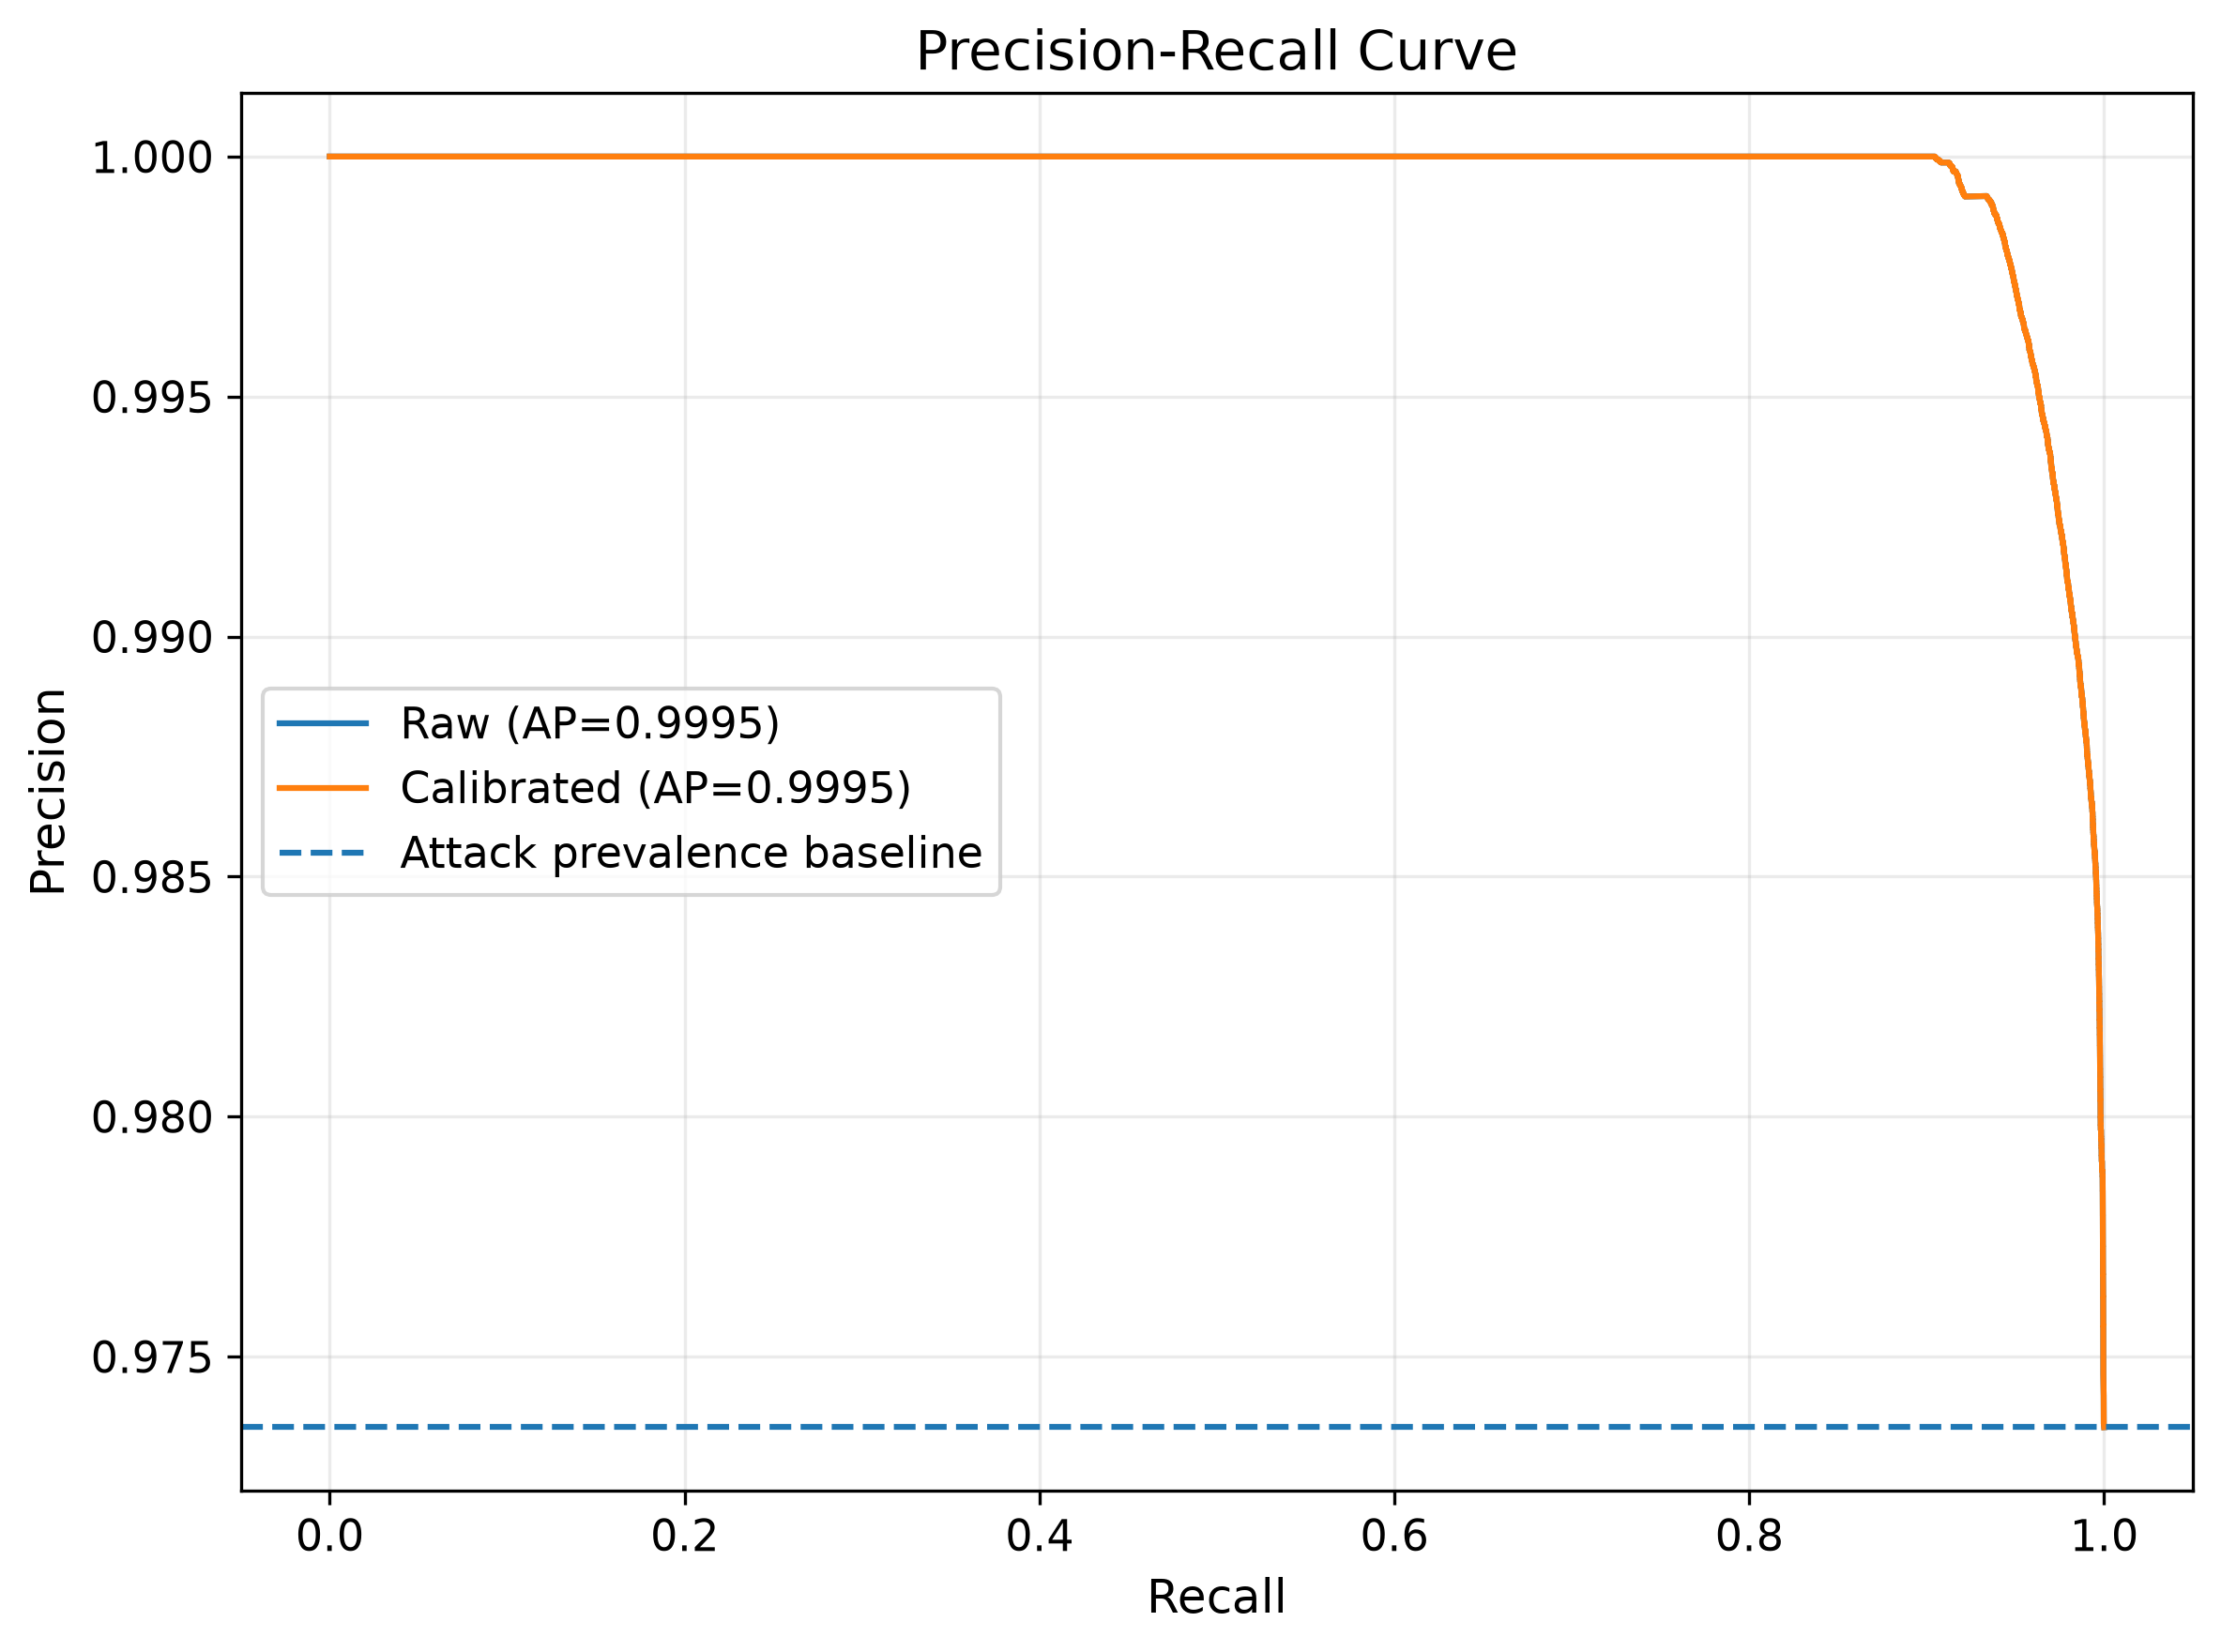 Precision-Recall Curve
Precision
1.000
0.995
0.990
0.985
0.980
0.975
Raw (AP=0.9995)
Calibrated (AP=0.9995)
Attack prevalence baseline
0.0 0.2 0.4 0.6 0.8 1.0
Recall